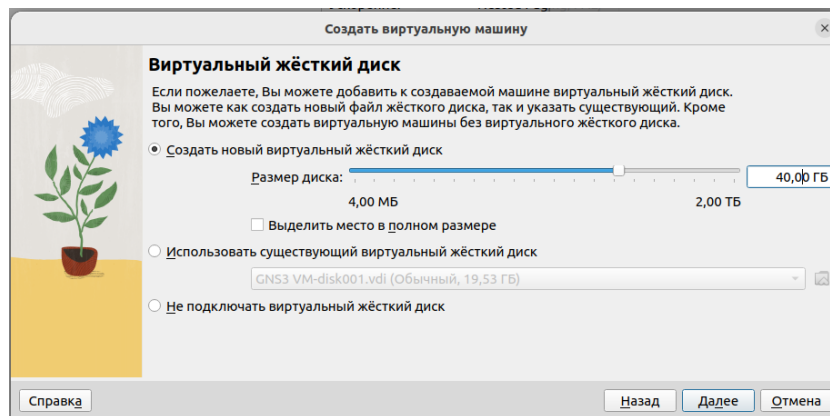 Создать виртуальную машину
Виртуальный жёсткий диск
Если пожелаете, Вы можете добавить к создаваемой машине виртуальный жёсткий диск.
Вы можете как создать новый файл жёсткого диска, так и указать существующий. Кроме
того, Вы можете создать виртуальную машины без виртуального жёсткого диска.
Создать новый виртуальный жёсткий диск
Размер диска:
40,00 ГБ
4,00 МБ
2,00 ТБ
Выделить место в полном размере
Использовать существующий виртуальный жёсткий диск
GNS3 VM-disk001.vdi (Обычный, 19,53 ГБ)
Не подключать виртуальный жёсткий диск
Справка
Назад
Далее
Отмена